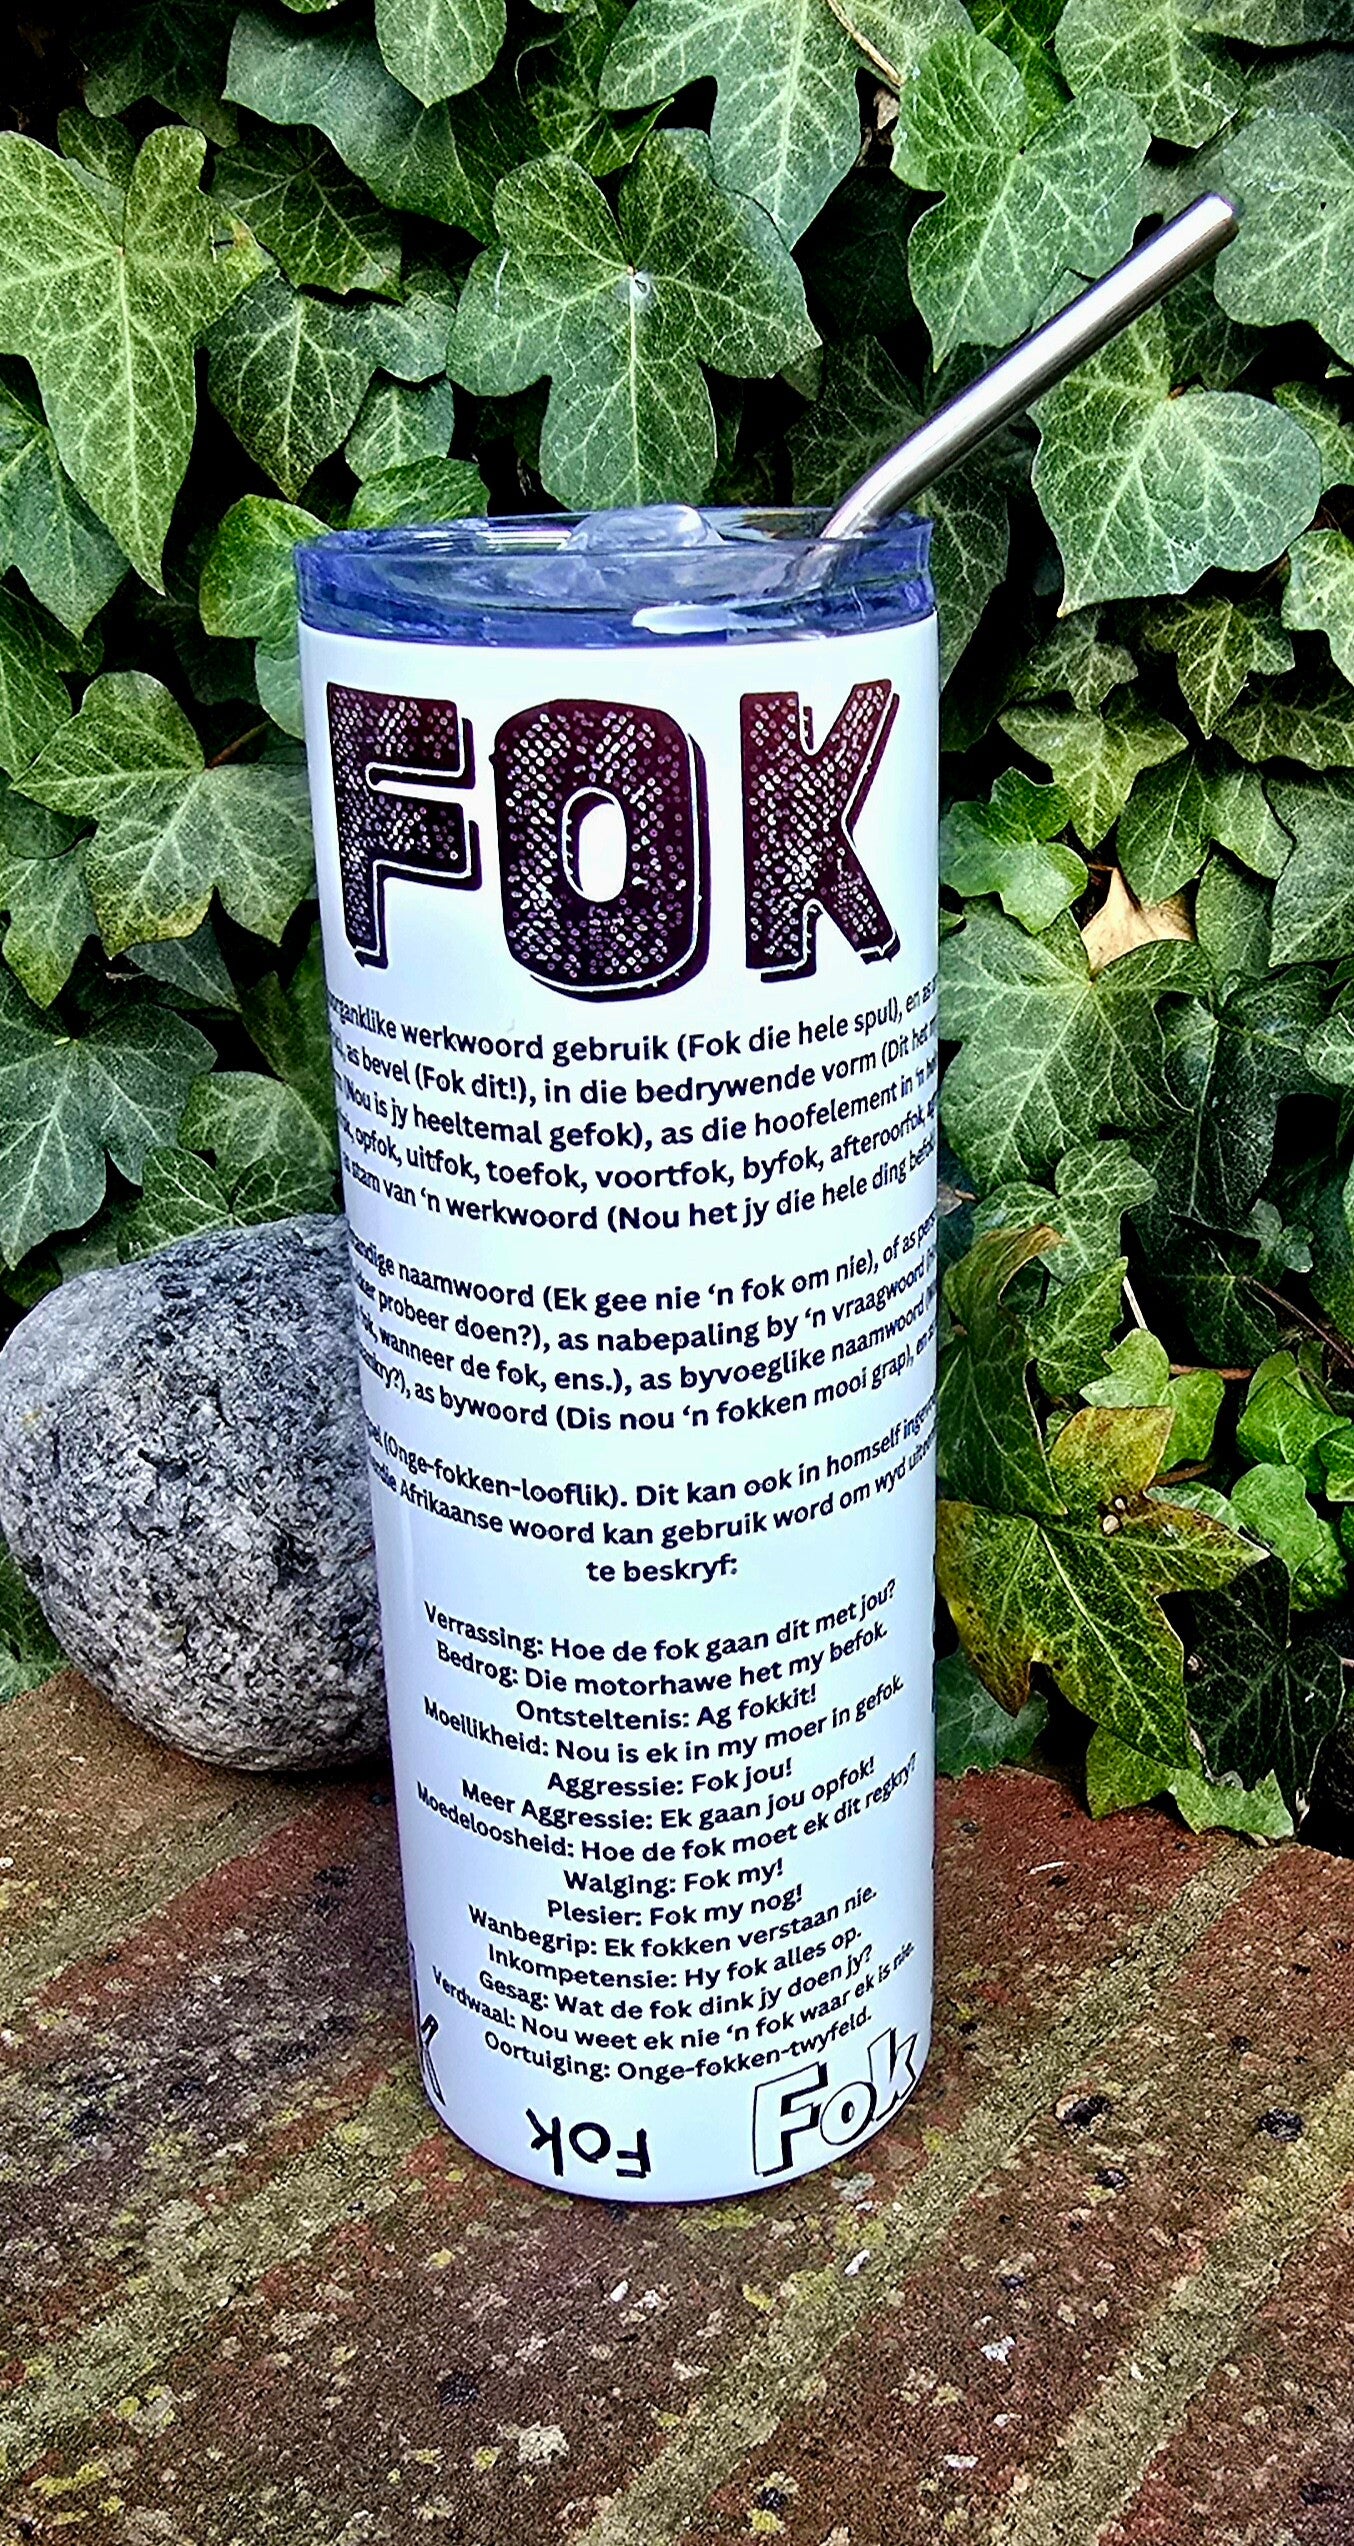 FOK
werkwoord gebruik (Fok die hele spul), en as
as bevel (Fok dit!), in die bedrywende vorm (Dit het
(Nou is jy heeltemal gefok), as die hoofelement in 'n
opfok, uitfok, toefok, voortfok, byfok, afteroorfok,
stam van 'n werkwoord (Nou het jy die hele ding
naamwoord (Ek gee nie 'n fok om nie), of as
probeer doen?), as nabepaling by 'n vraagwoord
wanneer de fok, ens.), as byvoeglike naamwoord
as bywoord (Dis nou 'n fokken mooi grap), en
(Onge-fokken-looflik). Dit kan ook in homself
Afrikaanse woord kan gebruik word om wyd
te beskryf:
Verrassing: Hoe de fok gaan dit met jou?
Bedrog: Die motorhawe het my befok.
Ontsteltenis: Ag fokkit!
Moeilikheid: Nou is ek in my moer in gefok.
Aggressie: Fok jou!
Meer Aggressie: Ek gaan jou opfok!
Moedeloosheid: Hoe de fok moet ek dit regkry?
Walging: Fok my!
Plesier: Fok my nog!
Wanbegrip: Ek fokken verstaan nie.
Inkompetensie: Hy fok alles op.
Gesag: Wat de fok dink jy doen jy?
Verdwaal: Nou weet ek nie 'n fok waar ek is nie.
Oortuiging: Onge-fokken-twyfeld.
Fok
Fok